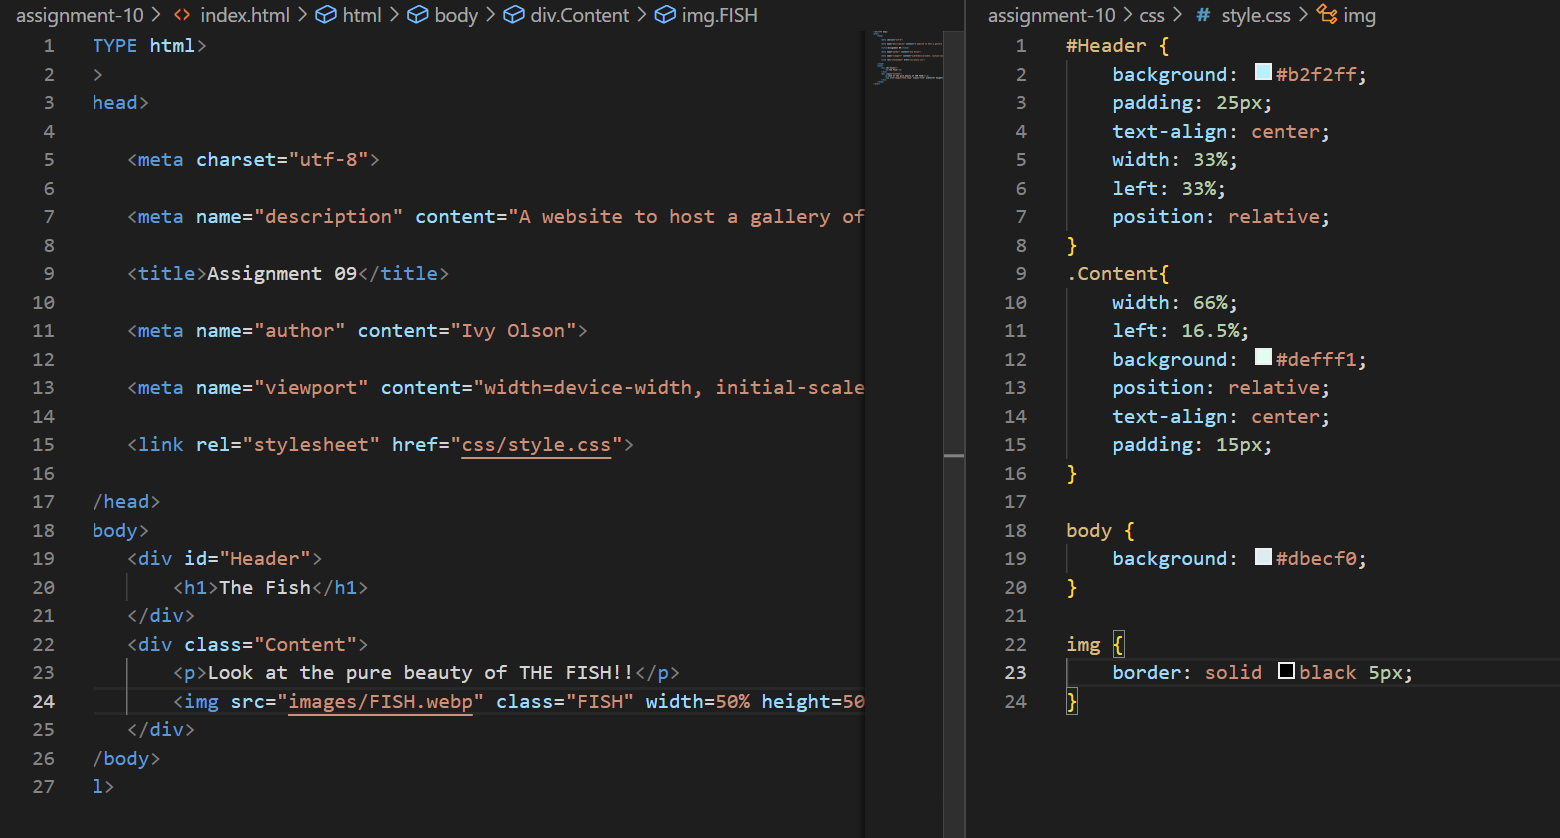 assignment-10 > <> index.html > html > body > div.Content > img.FISH
1 TYPE html>
2 >
3 head>
4
5 <meta charset="utf-8">
6
7 <meta name="description" content="A website to host a gallery of
8
9 <title>Assignment 09</title>
10
11 <meta name="author" content="Ivy Olson">
12
13 <meta name="viewport" content="width=device-width, initial-scale
14
15 <link rel="stylesheet" href="css/style.css">
16
17 /head>
18 body>
19 <div id="Header">
20 <h1>The Fish</h1>
21 </div>
22 <div class="Content">
23 <p>Look at the pure beauty of THE FISH!!</p>
24 <img src="images/FISH.webp" class="FISH" width=50% height=50
25 </div>
26 /body>
27 l>
assignment-10 > css > # style.css > img
1 #Header {
2 background: #b2f2ff;
3 padding: 25px;
4 text-align: center;
5 width: 33%;
6 left: 33%;
7 position: relative;
8 }
9 .Content{
10 width: 66%;
11 left: 16.5%;
12 background: #defff1;
13 position: relative;
14 text-align: center;
15 padding: 15px;
16 }
17
18 body {
19 background: #dbecf0;
20 }
21
22 img {
23 border: solid black 5px;
24 }